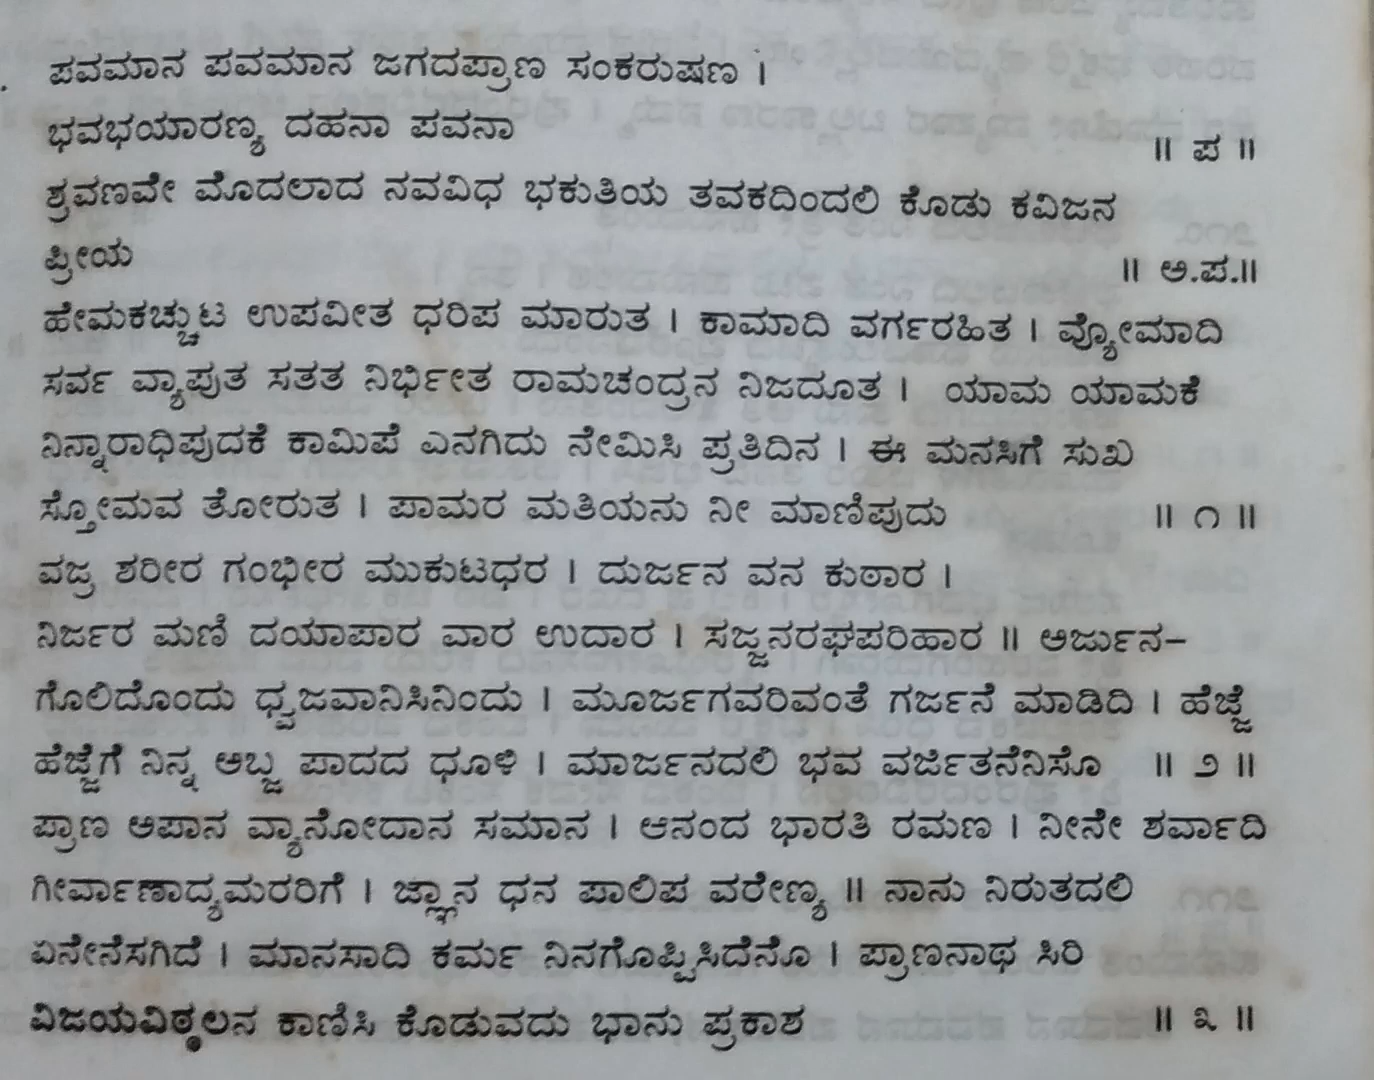 ಪವಮಾನ ಪವಮಾನ ಜಗದಪ್ರಾಣ ಸಂಕರುಷಣ ।
ಭವಭಯಾರಣ್ಯ ದಹನಾ ಪವನಾ ॥ ಪ ॥
ಶ್ರವಣವೇ ಮೊದಲಾದ ನವವಿಧ ಭಕುತಿಯ ತವಕದಿಂದಲಿ ಕೊಡು ಕವಿಜನ
ಪ್ರೀಯ ॥ ಅ.ಪ.॥
ಹೇಮಕಚ್ಚುಟ ಉಪವೀತ ಧರಿಪ ಮಾರುತ । ಕಾಮಾದಿ ವರ್ಗರಹಿತ । ವ್ಯೋಮಾದಿ
ಸರ್ವ ವ್ಯಾಪುತ ಸತತ ನಿರ್ಭೀತ ರಾಮಚಂದ್ರನ ನಿಜದೂತ । ಯಾಮ ಯಾಮಕೆ
ನಿನ್ನಾರಾಧಿಪುದಕೆ ಕಾಮಿಪೆ ಎನಗಿದು ನೇಮಿಸಿ ಪ್ರತಿದಿನ । ಈ ಮನಸಿಗೆ ಸುಖ
ಸ್ತೋಮವ ತೋರುತ । ಪಾಮರ ಮತಿಯನು ನೀ ಮಾಣಿಪುದು ॥ ೧ ॥
ವಜ್ರ ಶರೀರ ಗಂಭೀರ ಮುಕುಟಧರ । ದುರ್ಜನ ವನ ಕುಠಾರ ।
ನಿರ್ಜರ ಮಣಿ ದಯಾಪಾರ ವಾರ ಉದಾರ । ಸಜ್ಜನರಘಪರಿಹಾರ ॥ ಅರ್ಜುನ–
ಗೊಲಿದೊಂದು ಧ್ವಜವಾನಿಸಿನಿಂದು । ಮೂರ್ಜಗವರಿವಂತೆ ಗರ್ಜನೆ ಮಾಡಿದಿ । ಹೆಜ್ಜೆ
ಹೆಜ್ಜೆಗೆ ನಿನ್ನ ಅಬ್ಜ ಪಾದದ ಧೂಳಿ । ಮಾರ್ಜನದಲಿ ಭವ ವರ್ಜಿತನೆನಿಸೊ ॥ ೨ ॥
ಪ್ರಾಣ ಅಪಾನ ವ್ಯಾನೋದಾನ ಸಮಾನ । ಆನಂದ ಭಾರತಿ ರಮಣ । ನೀನೇ ಶರ್ವಾದಿ
ಗೀರ್ವಾಣಾದ್ಯಮರರಿಗೆ । ಜ್ಞಾನ ಧನ ಪಾಲಿಪ ವರೇಣ್ಯ ॥ ನಾನು ನಿರುತದಲಿ
ಏನೇನೆಸಗಿದೆ । ಮಾನಸಾದಿ ಕರ್ಮ ನಿನಗೊಪ್ಪಿಸಿದೆನೊ । ಪ್ರಾಣನಾಥ ಸಿರಿ
ವಿಜಯವಿಠ್ಠಲನ ಕಾಣಿಸಿ ಕೊಡುವದು ಭಾನು ಪ್ರಕಾಶ ॥ ೩ ॥